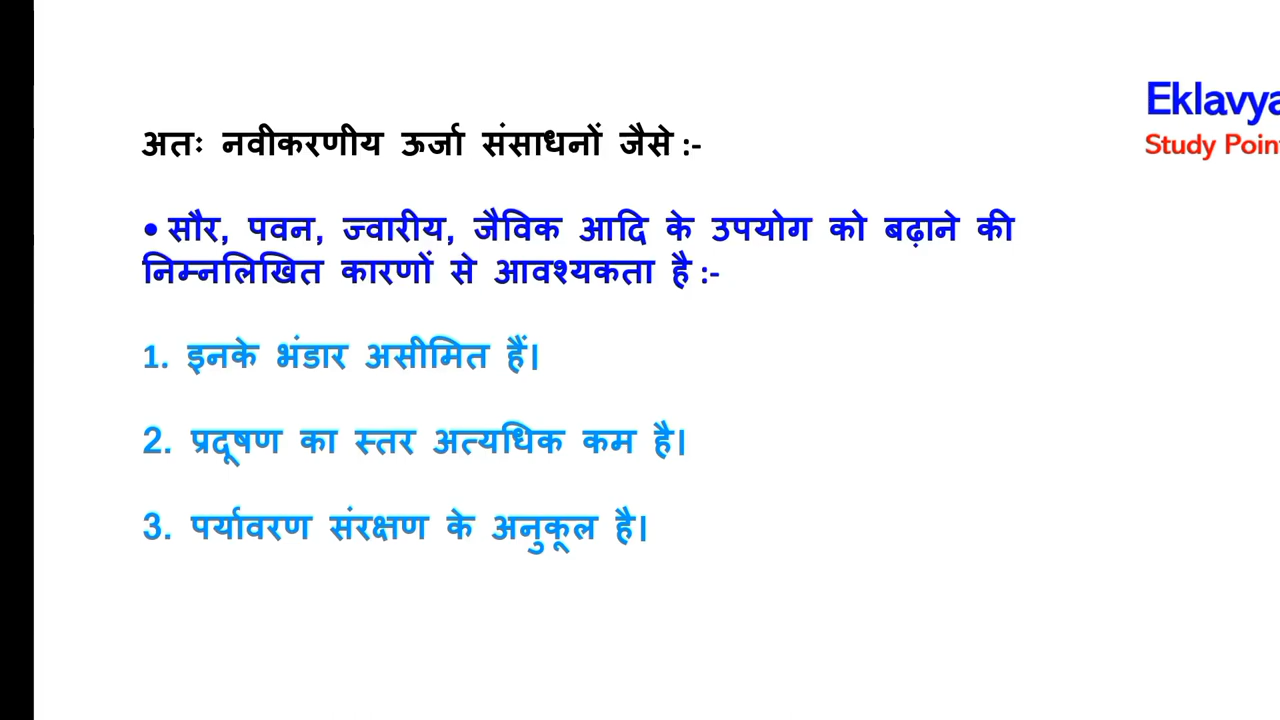 Eklavya
Study Point
अतः नवीकरणीय ऊर्जा संसाधनों जैसे :-
• सौर, पवन, ज्वारीय, जैविक आदि के उपयोग को बढ़ाने की
निम्नलिखित कारणों से आवश्यकता है :-
1. इनके भंडार असीमित हैं।
2. प्रदूषण का स्तर अत्यधिक कम है।
3. पर्यावरण संरक्षण के अनुकूल है।